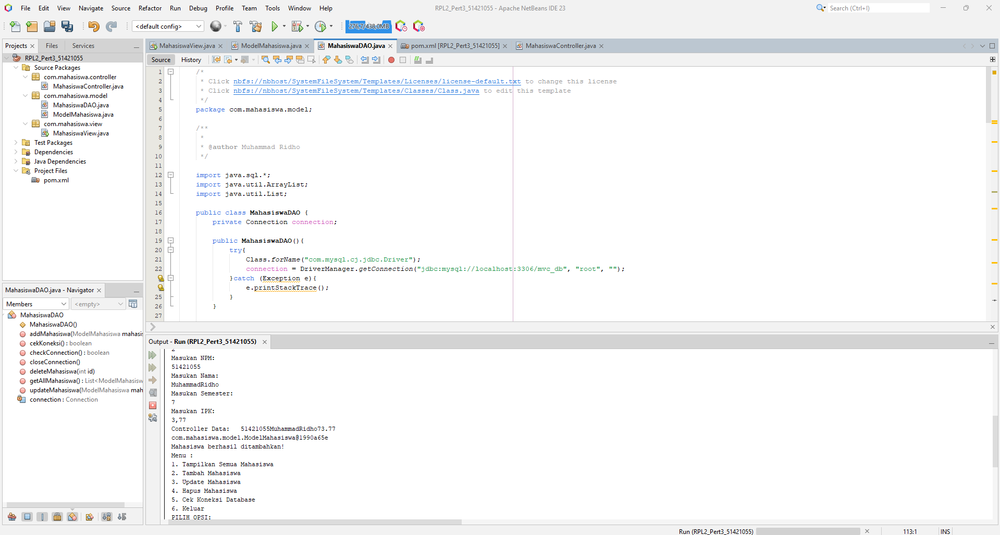 File Edit View Navigate Source Refactor Run Debug Profile Team Tools Window Help
RPL2_Pert3_51421055 - Apache NetBeans IDE 23
Search (Ctrl+I)
<default config>
276,7/438,0MB
Projects
Files
Services
RPL2_Pert3_51421055
Source Packages
com.mahasiswa.controller
MahasiswaController.java
com.mahasiswa.model
MahasiswaDAO.java
ModelMahasiswa.java
com.mahasiswa.view
MahasiswaView.java
Test Packages
Dependencies
Java Dependencies
Project Files
pom.xml
MahasiswaDAO.java - Navigator
Members
<empty>
MahasiswaDAO
MahasiswaDAO()
addMahasiswa(ModelMahasiswa mahasis
cekKoneksi() : boolean
checkConnection() : boolean
closeConnection()
deleteMahasiswa(int id)
getAllMahasiswa() : List<ModelMahasisw
updateMahasiswa(ModelMahasiswa mah
connection : Connection
MahasiswaView.java
ModelMahasiswa.java
MahasiswaDAO.java
pom.xml [RPL2_Pert3_51421055]
MahasiswaController.java
Source
History
1 /*
2 * Click nbfs://nbhost/SystemFileSystem/Templates/Licenses/license-default.txt to change this license
3 * Click nbfs://nbhost/SystemFileSystem/Templates/Classes/Class.java to edit this template
4 */
5 package com.mahasiswa.model;
6
7 /**
8 *
9 * @author Muhammad Ridho
10 */
11
12 import java.sql.*;
13 import java.util.ArrayList;
14 import java.util.List;
15
16 public class MahasiswaDAO {
17 private Connection connection;
18
19 public MahasiswaDAO(){
20 try{
21 Class.forName("com.mysql.cj.jdbc.Driver");
22 connection = DriverManager.getConnection("jdbc:mysql://localhost:3306/mvc_db", "root", "");
}catch (Exception e){
e.printStackTrace();
25 }
26 }
27
Output - Run (RPL2_Pert3_51421055)
2
Masukan NPM:
51421055
Masukan Nama:
MuhammadRidho
Masukan Semester:
7
Masukan IPK:
3,77
Controller Data: 51421055MuhammadRidho73.77
com.mahasiswa.model.ModelMahasiswa@1990a65e
Mahasiswa berhasil ditambahkan!
Menu :
1. Tampilkan Semua Mahasiswa
2. Tambah Mahasiswa
3. Update Mahasiswa
4. Hapus Mahasiswa
5. Cek Koneksi Database
6. Keluar
PILIH OPSI:
Run (RPL2_Pert3_51421055)
113:1
INS